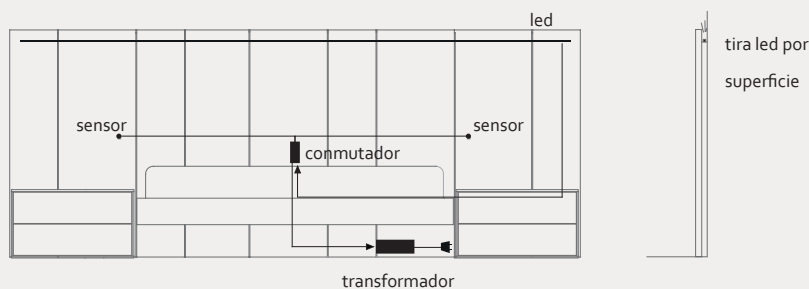 led
tira led por
superficie
sensor
sensor
conmutador
transformador